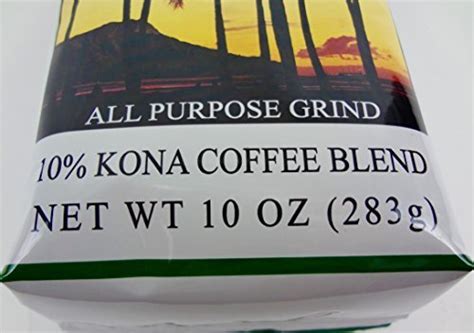 ALL PURPOSE GRIND
10% KONA COFFEE BLEND
NET WT 10 OZ (283g)